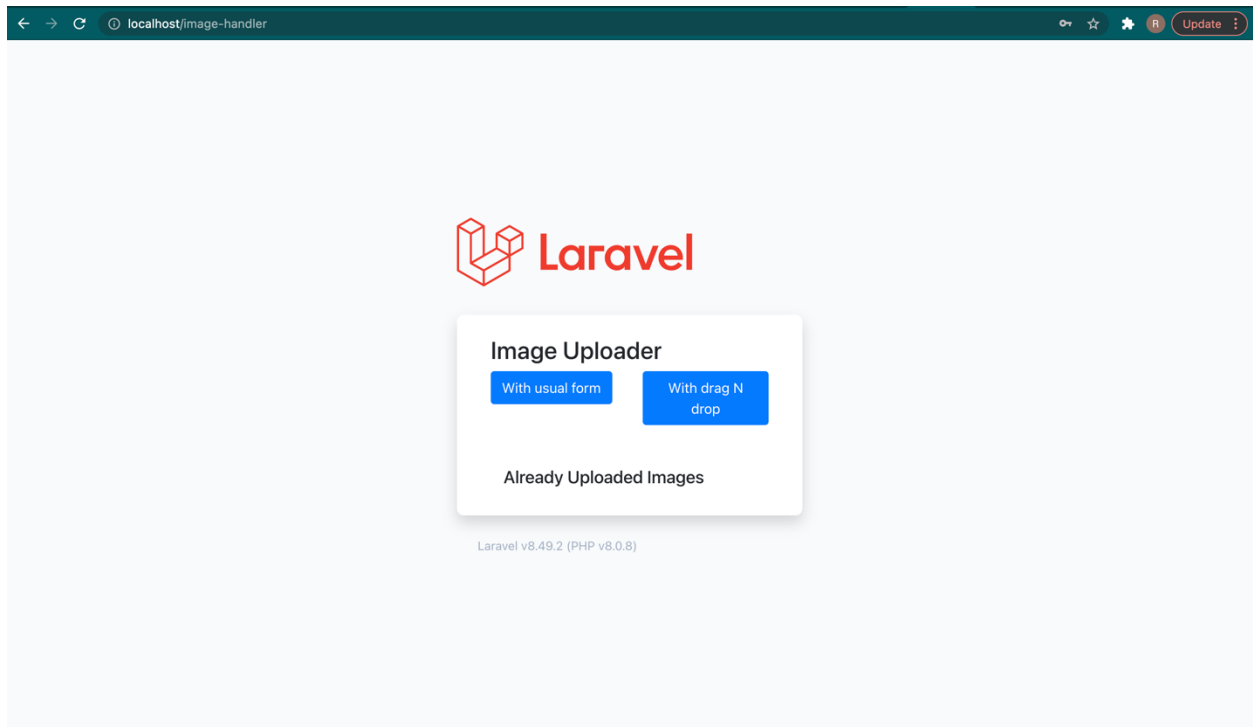 localhost/image-handler
R
Update
Laravel
Image Uploader
With usual form
With drag N
drop
Already Uploaded Images
Laravel v8.49.2 (PHP v8.0.8)